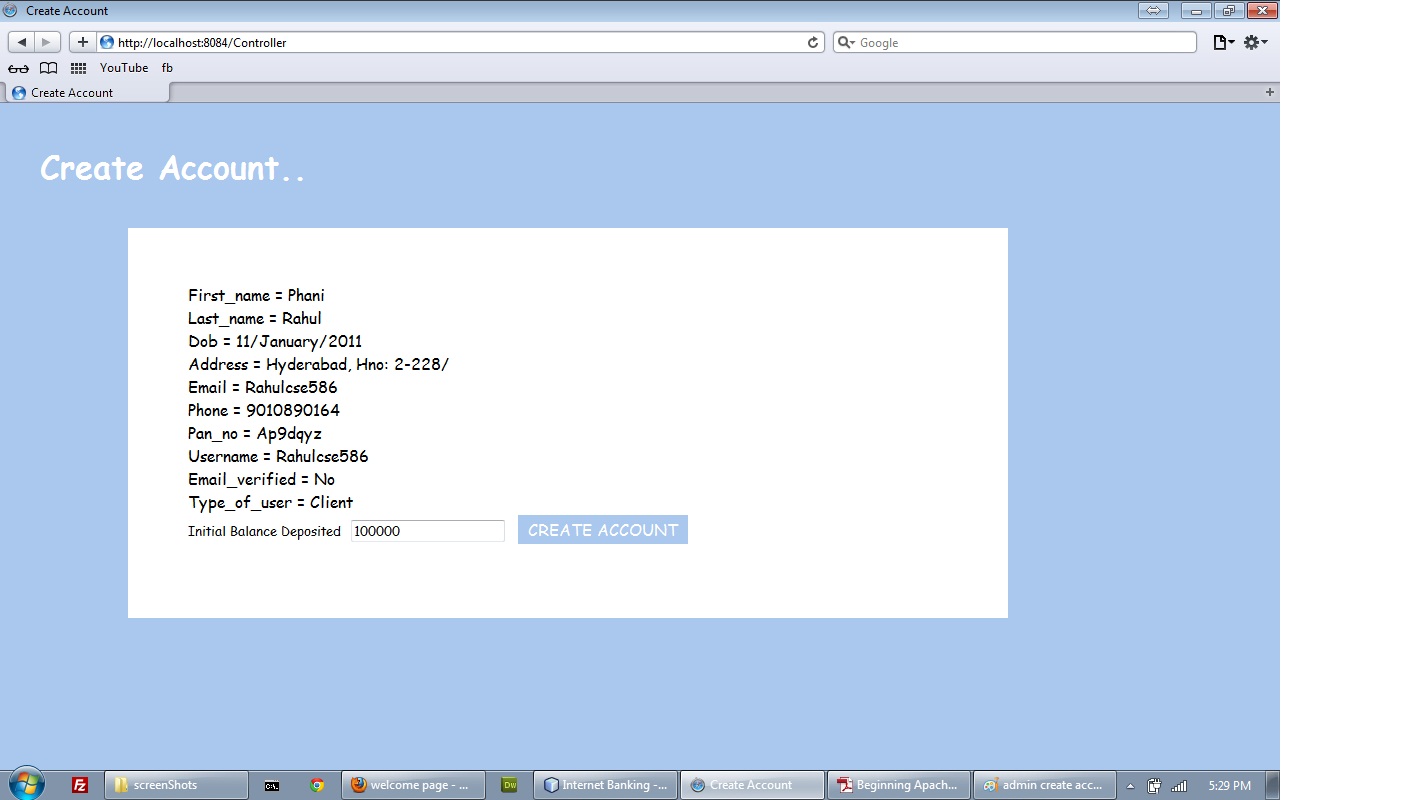 Create Account
http://localhost:8084/Controller
Google
YouTube fb
Create Account
Create Account..
First_name = Phani
Last_name = Rahul
Dob = 11/January/2011
Address = Hyderabad, Hno: 2-228/
Email = Rahulcse586
Phone = 9010890164
Pan_no = Ap9dqyz
Username = Rahulcse586
Email_verified = No
Type_of_user = Client
Initial Balance Deposited 100000 CREATE ACCOUNT
Fz screenShots welcome page - ... Dw Internet Banking -... Create Account Beginning Apach... admin create acc... 5:29 PM